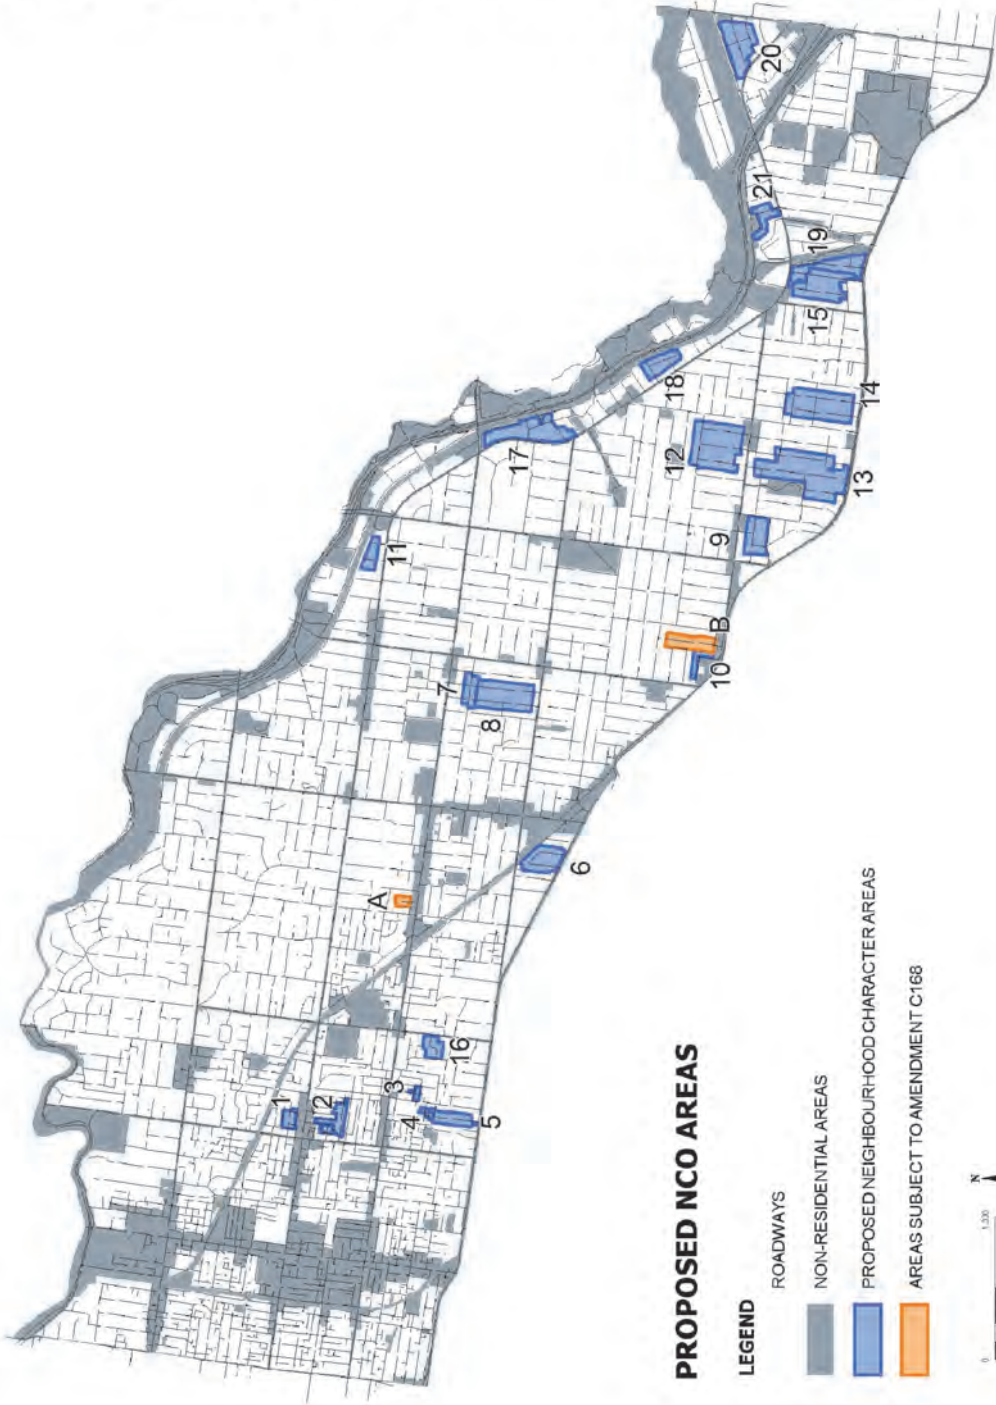 20
21
19
15
18
14
17
12
13
11
9
B
10
7
8
6
A
16
3
1
2
4
5
PROPOSED NCO AREAS
LEGEND
ROADWAYS
NON-RESIDENTIAL AREAS
PROPOSED NEIGHBOURHOOD CHARACTER AREAS
AREAS SUBJECT TO AMENDMENT C168
N
0